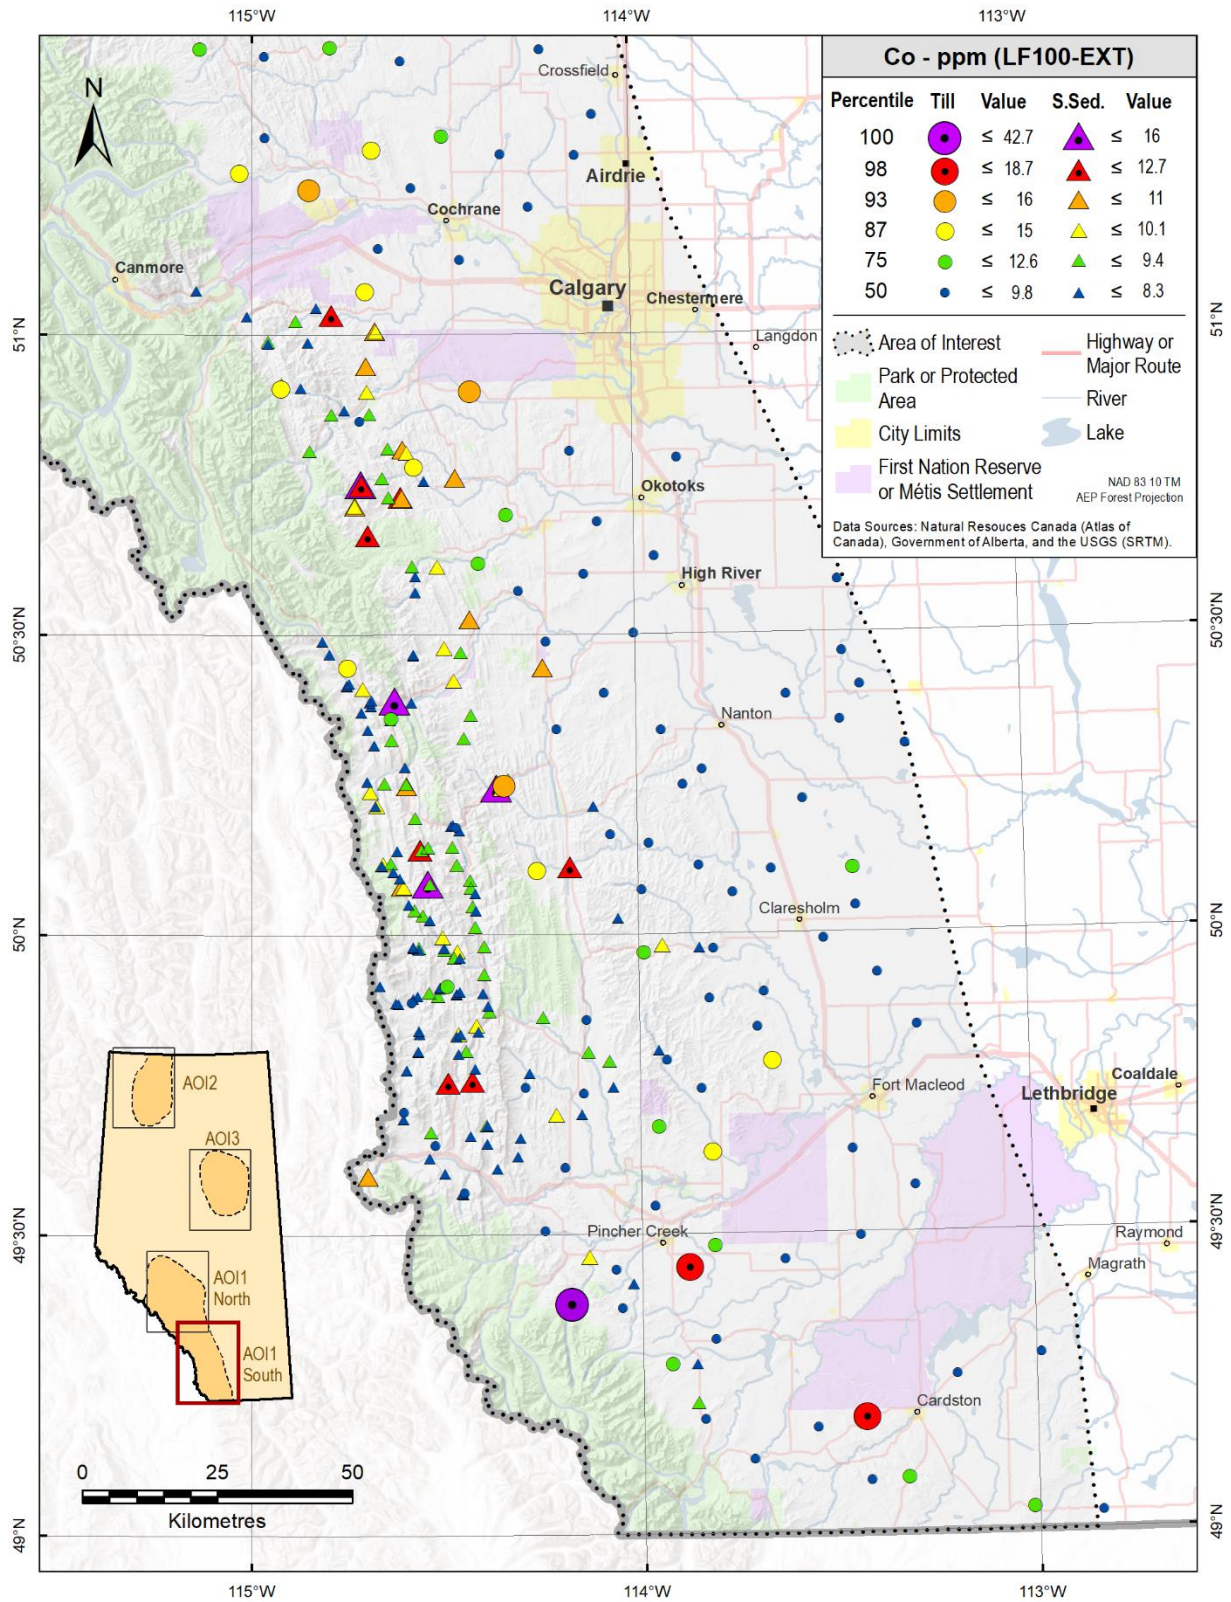 115°W 114°W 113°W
Co - ppm (LF100-EXT)
Percentile Till Value S.Sed. Value
100 ≤ 42.7 ≤ 16
98 ≤ 18.7 ≤ 12.7
93 ≤ 16 ≤ 11
87 ≤ 15 ≤ 10.1
75 ≤ 12.6 ≤ 9.4
50 ≤ 9.8 ≤ 8.3
Area of Interest
Park or Protected
Area
City Limits
First Nation Reserve
or Métis Settlement
Highway or
Major Route
River
Lake
NAD 83 10 TM
AEP Forest Projection
Data Sources: Natural Resouces Canada (Atlas of
Canada), Government of Alberta, and the USGS (SRTM).
N
Crossfield
Airdrie
Cochrane
Canmore
Calgary
Chestermere
51°N
51°N
Langdon
Okotoks
High River
50°30'N
50°30'N
Nanton
Claresholm
50°N
50°N
Fort Macleod
Coaldale
Lethbridge
Pincher Creek
49°30'N
49°30'N
Raymond
Magrath
Cardston
AOI2
AOI3
AOI1
North
AOI1
South
0 25 50
Kilometres
49°N
49°N
115°W 114°W 113°W